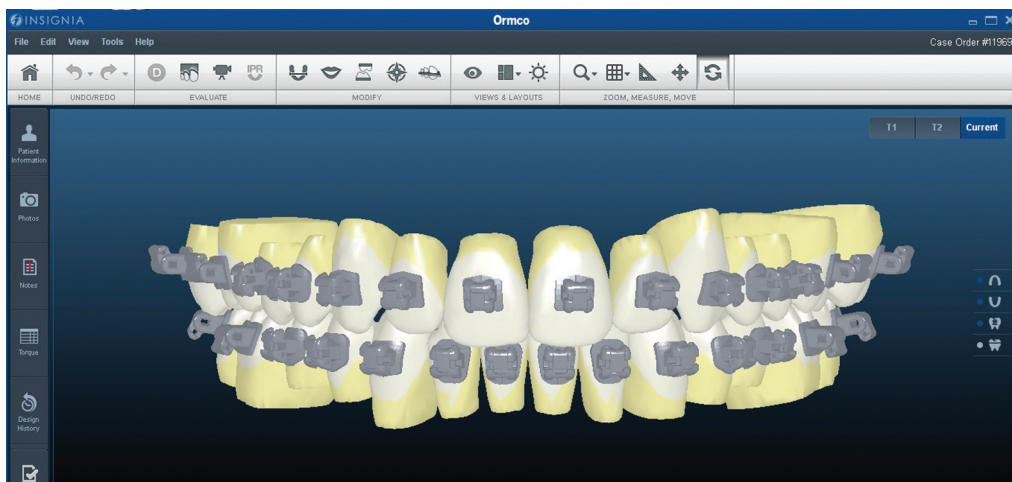 INSIGNIA
Ormco
File Edit View Tools Help
Case Order #11969
D
IPR
HOME UNDO/REDO EVALUATE MODIFY VIEWS & LAYOUTS ZOOM, MEASURE, MOVE
T1 T2 Current
Patient
Information
Photos
Notes
Torque
Design
History